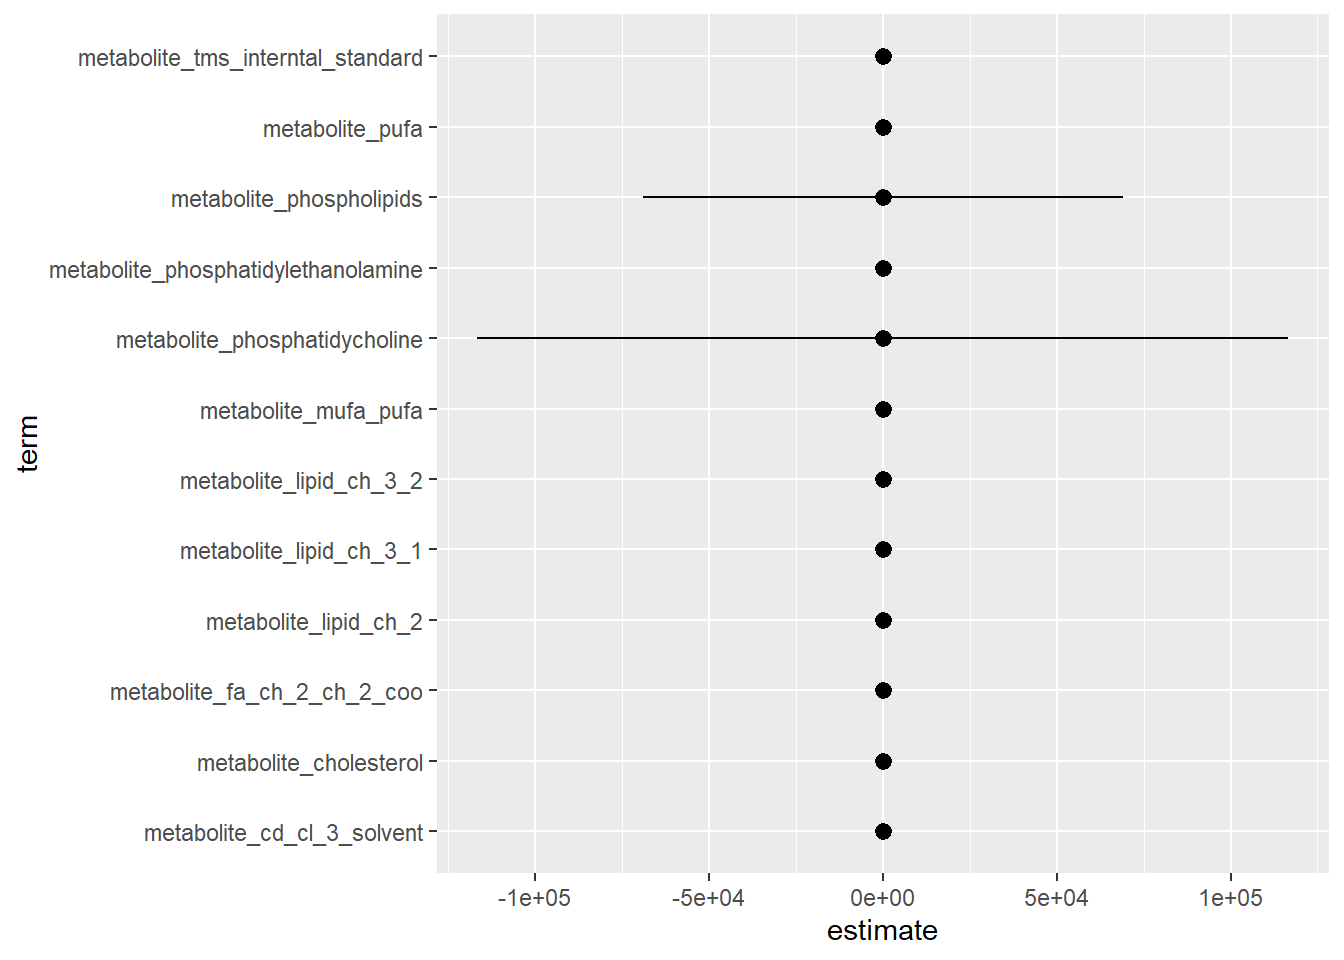 metabolite_tms_interntal_standard
metabolite_pufa
metabolite_phospholipids
metabolite_phosphatidylethanolamine
metabolite_phosphatidycholine
metabolite_mufa_pufa
metabolite_lipid_ch_3_2
metabolite_lipid_ch_3_1
metabolite_lipid_ch_2
metabolite_fa_ch_2_ch_2_coo
metabolite_cholesterol
metabolite_cd_cl_3_solvent
term
-1e+05 -5e+04 0e+00 5e+04 1e+05
estimate